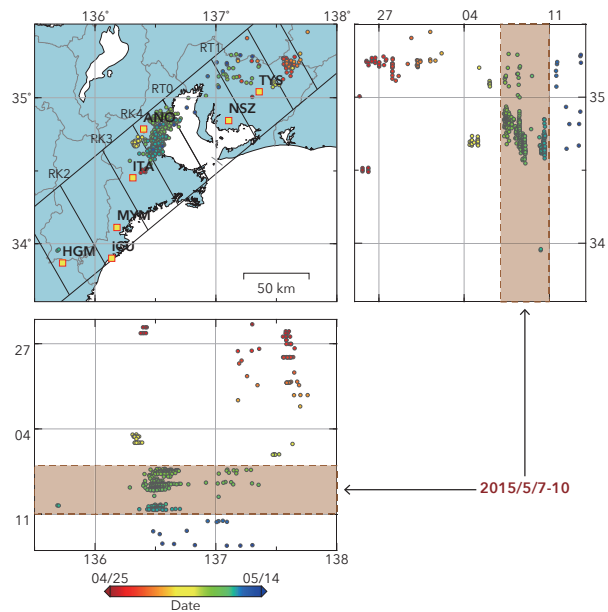 136° 137° 138°
27 04 11
RT1
TYS
35°
35
RT0
NSZ
RK4
ANO
RK3
ITA
RK2
MYM
34°
34
HGM
iSU
50 km
27
04
2015/5/7-10
11
136 137 138
04/25 05/14
Date